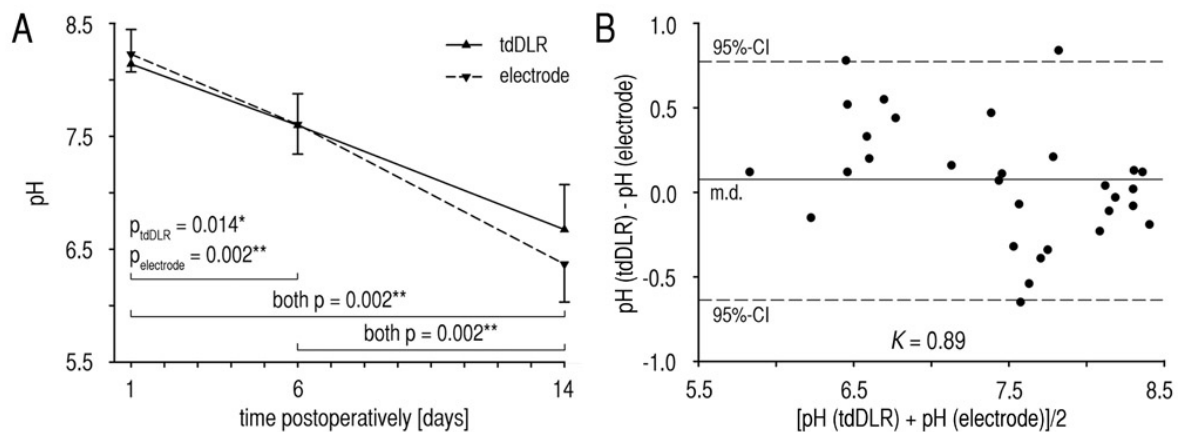 A
8.5
7.5
6.5
5.5
pH
tdDLR
electrode
p_tdDLR = 0.014*
p_electrode = 0.002**
both p = 0.002**
both p = 0.002**
1
6
14
time postoperatively [days]
B
1.0
0.5
0.0
-0.5
-1.0
pH (tdDLR) - pH (electrode)
95%-CI
m.d.
95%-CI
K = 0.89
5.5
6.5
7.5
8.5
[pH (tdDLR) + pH (electrode)]/2